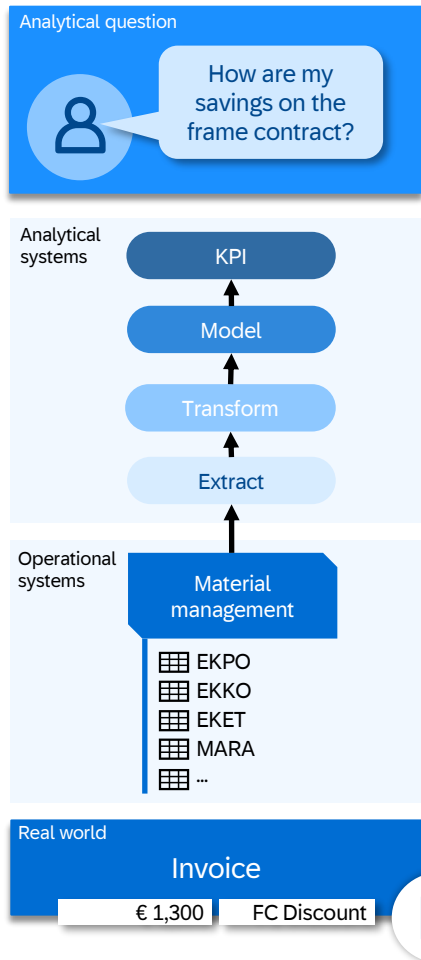 Analytical question
How are my
savings on the
frame contract?
Analytical
systems
KPI
Model
Transform
Extract
Operational
systems
Material
management
EKPO
EKKO
EKET
MARA
...
Real world
Invoice
€ 1,300
FC Discount